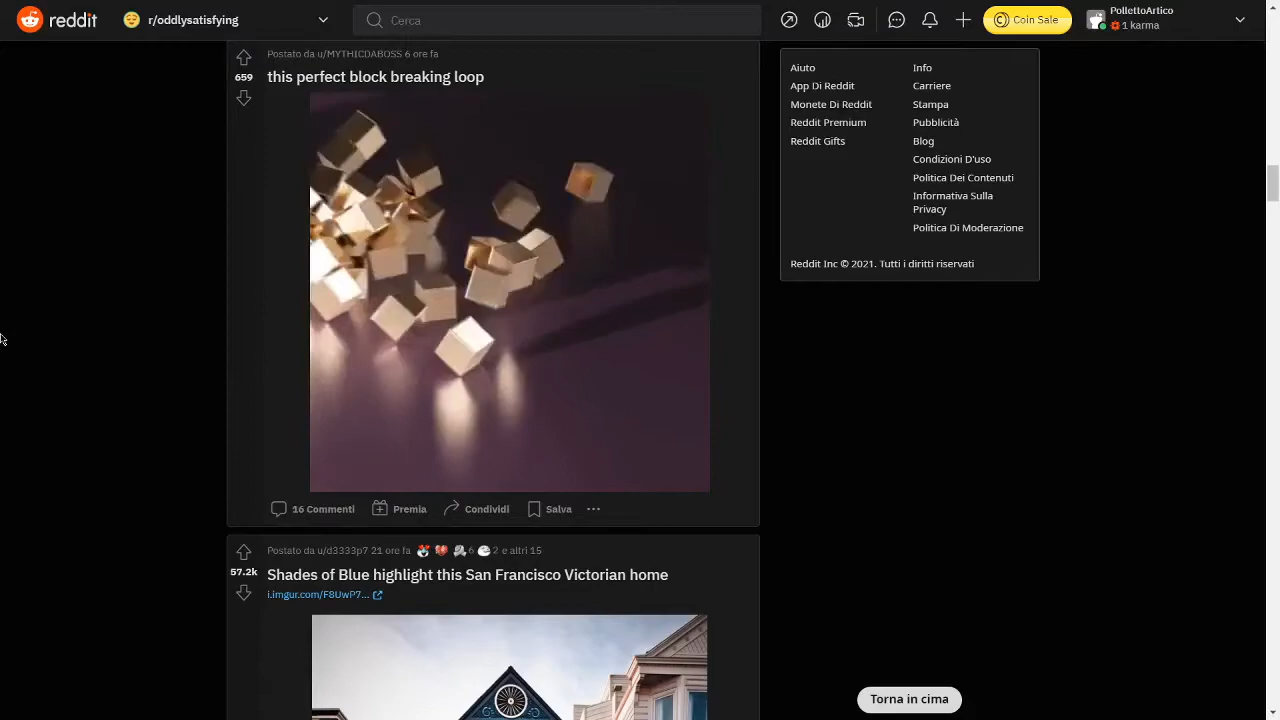 reddit
r/oddlysatisfying
Cerca
Coin Sale
PollettoArtico
1 karma
Postato da u/MYTHICDABOSS 6 ore fa
659
this perfect block breaking loop
16 Commenti
Premia
Condividi
Salva
Postato da u/d3333p7 21 ore fa 6 2 e altri 15
57.2k
Shades of Blue highlight this San Francisco Victorian home
i.imgur.com/F8UwP7...
Aiuto
App Di Reddit
Monete Di Reddit
Reddit Premium
Reddit Gifts
Info
Carriere
Stampa
Pubblicità
Blog
Condizioni D'uso
Politica Dei Contenuti
Informativa Sulla
Privacy
Politica Di Moderazione
Reddit Inc © 2021. Tutti i diritti riservati
Torna in cima